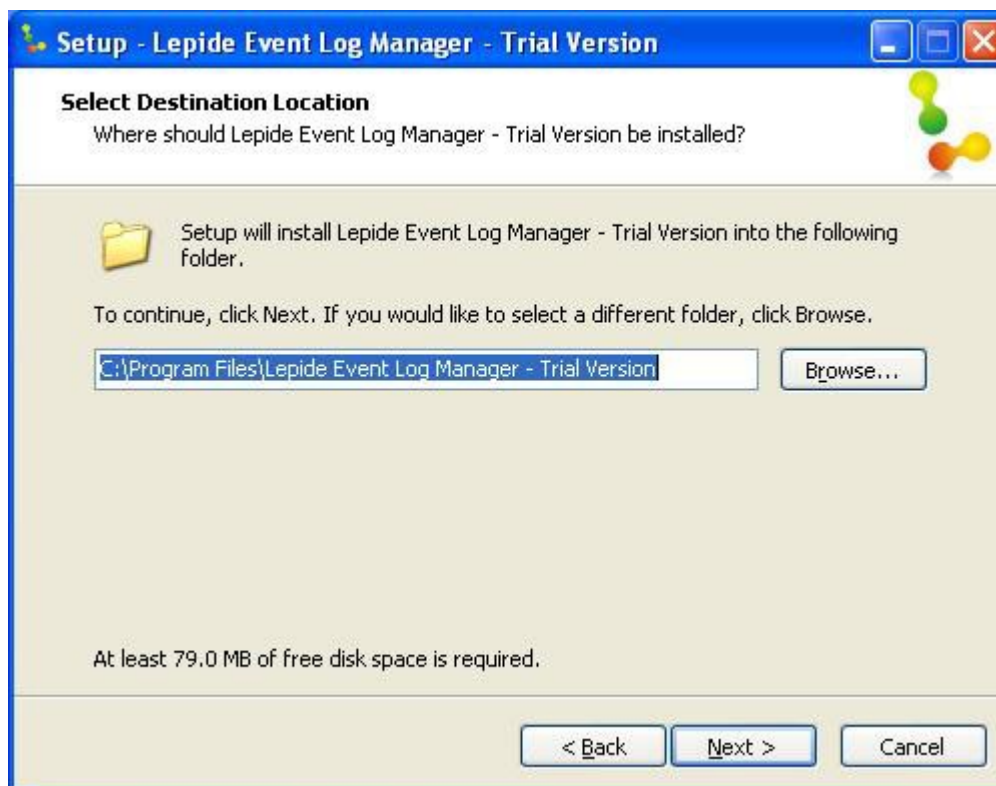 Setup - Lepide Event Log Manager - Trial Version
Select Destination Location
Where should Lepide Event Log Manager - Trial Version be installed?
Setup will install Lepide Event Log Manager - Trial Version into the following
folder.
To continue, click Next. If you would like to select a different folder, click Browse.
C:\Program Files\Lepide Event Log Manager - Trial Version
Browse...
At least 79.0 MB of free disk space is required.
< Back
Next >
Cancel